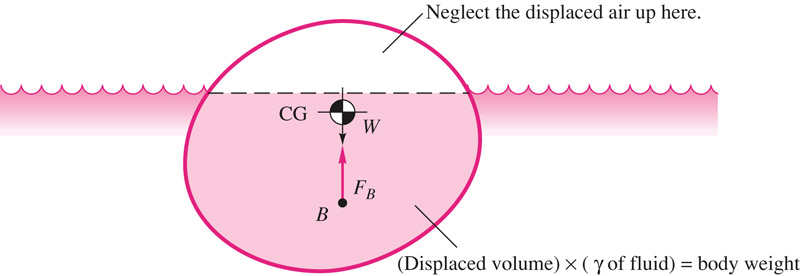 Neglect the displaced air up here.
CG
W
F_B
B
(Displaced volume) × ( γ of fluid) = body weight